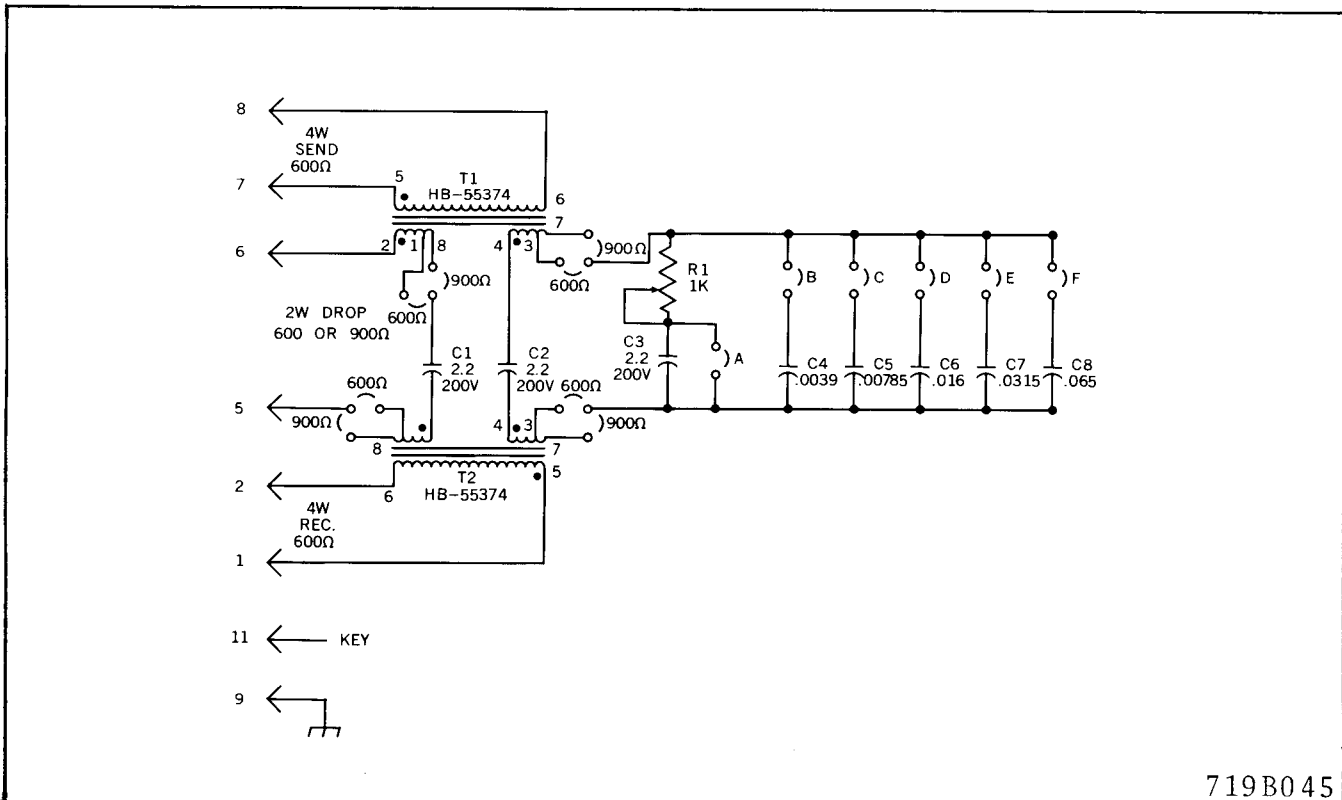 8
4W
SEND
600Ω
7
5
T1
HB-55374
6
7
6
2 1 8
4 3
)900Ω
)900Ω
600Ω
600Ω
2W DROP
600 OR 900Ω
R1
1K
)B
)C
)D
)E
)F
C1
2.2
200V
C2
2.2
200V
C3
2.2
200V
)A
C4
.0039
C5
.00785
C6
.016
C7
.0315
C8
.065
600Ω
600Ω
5
900Ω(
)900Ω
4 3
8
7
5
T2
HB-55374
2
6
4W
REC.
600Ω
1
11
KEY
9
719B045